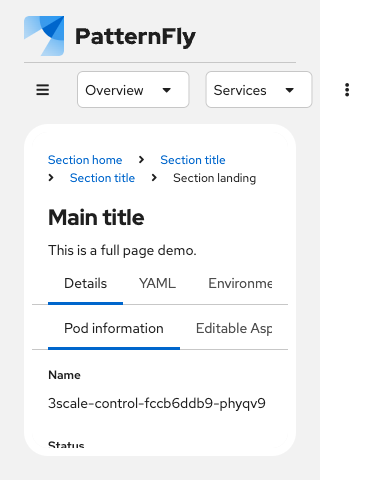 PatternFly
Overview Services
Section home Section title
Section title Section landing
Main title
This is a full page demo.
Details YAML Environme
Pod information Editable Asp
Name
3scale-control-fccb6ddb9-phyqv9
Status